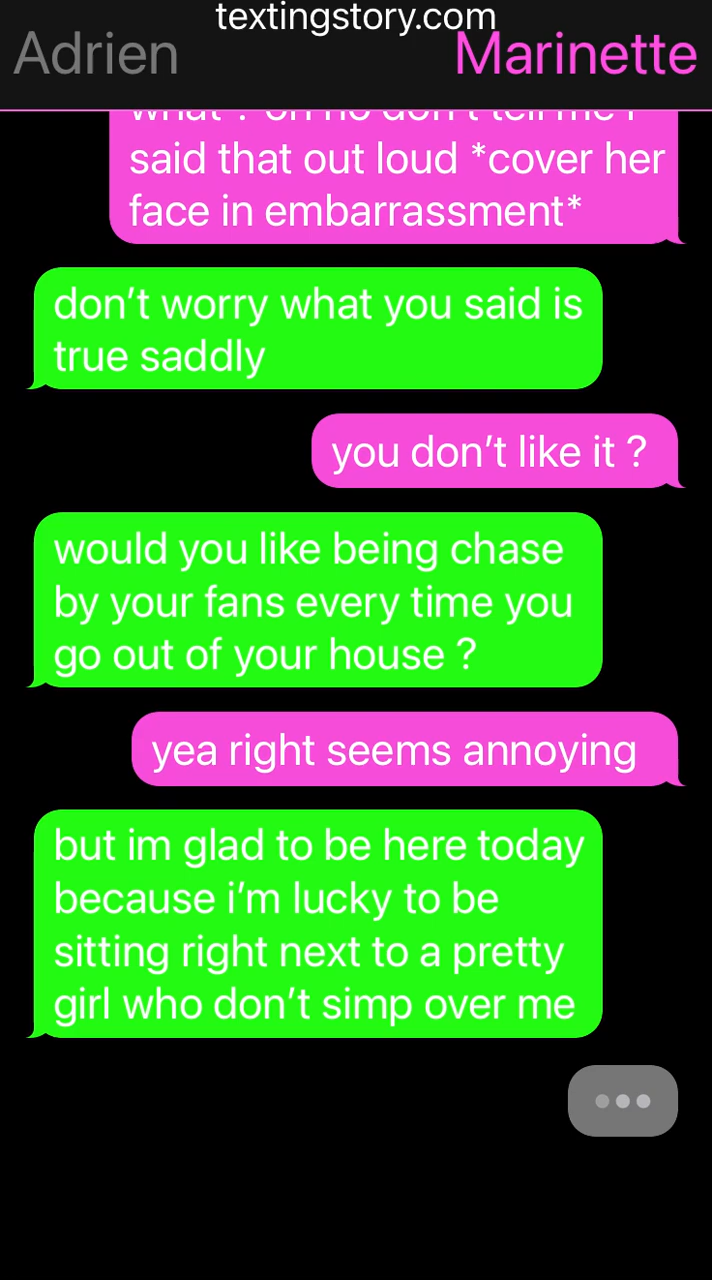 textingstory.com
Adrien
Marinette
said that out loud *cover her
face in embarrassment*
don’t worry what you said is
true saddly
you don’t like it ?
would you like being chase
by your fans every time you
go out of your house ?
yea right seems annoying
but im glad to be here today
because i’m lucky to be
sitting right next to a pretty
girl who don’t simp over me